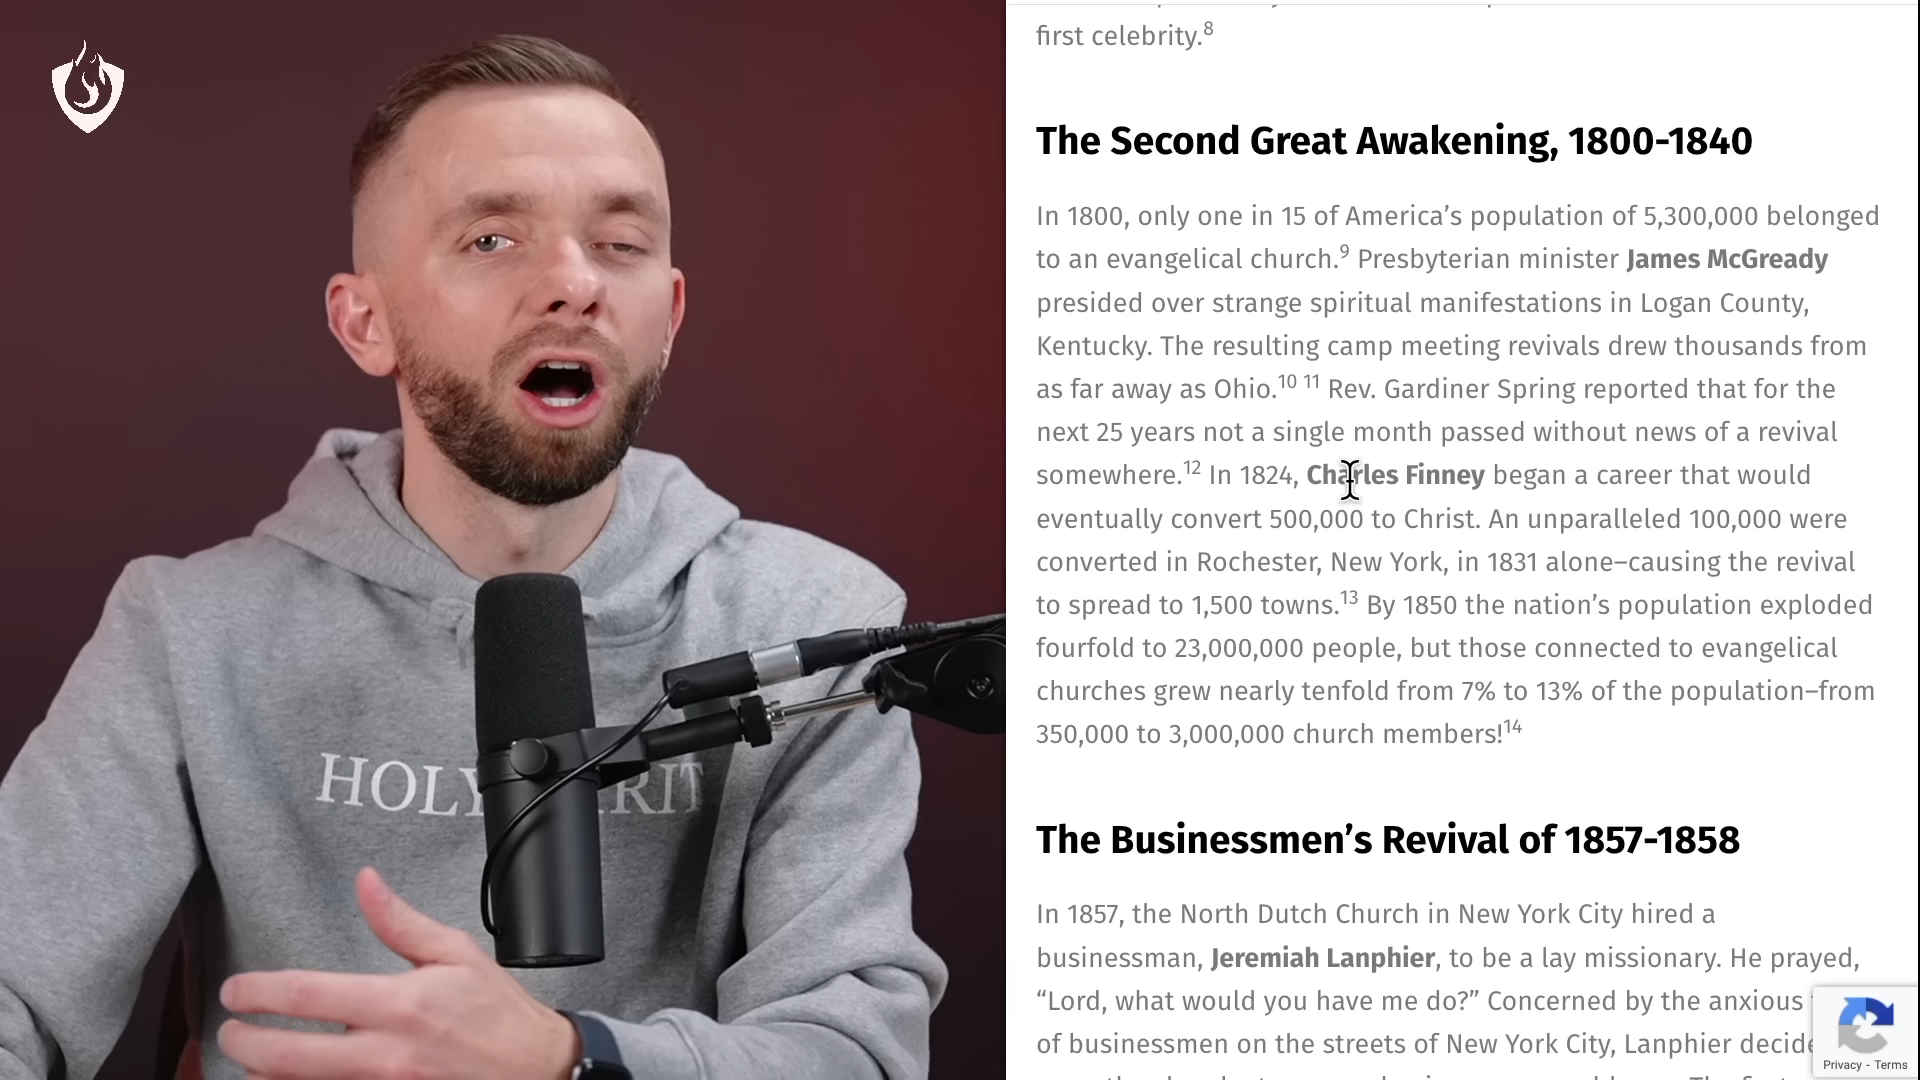 first celebrity.8
The Second Great Awakening, 1800-1840
In 1800, only one in 15 of America’s population of 5,300,000 belonged
to an evangelical church.9 Presbyterian minister James McGready
presided over strange spiritual manifestations in Logan County,
Kentucky. The resulting camp meeting revivals drew thousands from
as far away as Ohio.10 11 Rev. Gardiner Spring reported that for the
next 25 years not a single month passed without news of a revival
somewhere.12 In 1824, Charles Finney began a career that would
eventually convert 500,000 to Christ. An unparalleled 100,000 were
converted in Rochester, New York, in 1831 alone–causing the revival
to spread to 1,500 towns.13 By 1850 the nation’s population exploded
fourfold to 23,000,000 people, but those connected to evangelical
churches grew nearly tenfold from 7% to 13% of the population–from
350,000 to 3,000,000 church members!14
The Businessmen’s Revival of 1857-1858
In 1857, the North Dutch Church in New York City hired a
businessman, Jeremiah Lanphier, to be a lay missionary. He prayed,
“Lord, what would you have me do?” Concerned by the anxious
of businessmen on the streets of New York City, Lanphier decide
Privacy - Terms
HOLY RIT